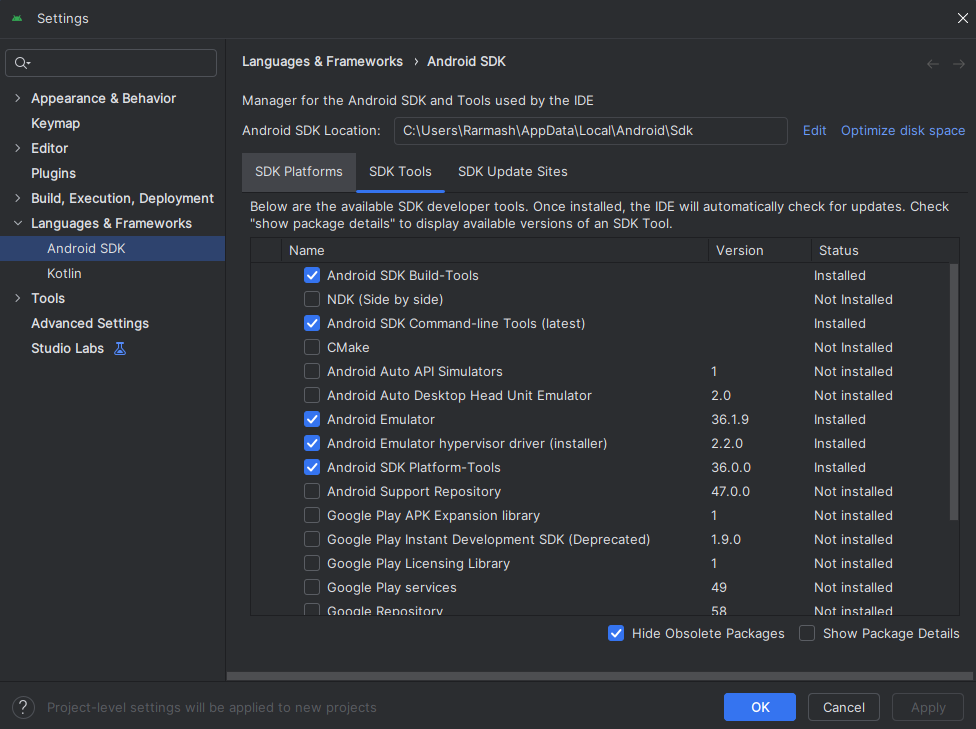 Settings
Appearance & Behavior
Keymap
Editor
Plugins
Build, Execution, Deployment
Languages & Frameworks
Android SDK
Kotlin
Tools
Advanced Settings
Studio Labs
Languages & Frameworks › Android SDK
Manager for the Android SDK and Tools used by the IDE
Android SDK Location: C:\Users\Rarmash\AppData\Local\Android\Sdk Edit Optimize disk space
SDK Platforms SDK Tools SDK Update Sites
Below are the available SDK developer tools. Once installed, the IDE will automatically check for updates. Check
"show package details" to display available versions of an SDK Tool.
Name Version Status
Android SDK Build-Tools Installed
NDK (Side by side) Not Installed
Android SDK Command-line Tools (latest) Installed
CMake Not Installed
Android Auto API Simulators 1 Not installed
Android Auto Desktop Head Unit Emulator 2.0 Not installed
Android Emulator 36.1.9 Installed
Android Emulator hypervisor driver (installer) 2.2.0 Installed
Android SDK Platform-Tools 36.0.0 Installed
Android Support Repository 47.0.0 Not installed
Google Play APK Expansion library 1 Not installed
Google Play Instant Development SDK (Deprecated) 1.9.0 Not installed
Google Play Licensing Library 1 Not installed
Google Play services 49 Not installed
Google Repository 58 Not installed
Hide Obsolete Packages Show Package Details
? Project-level settings will be applied to new projects
OK Cancel Apply